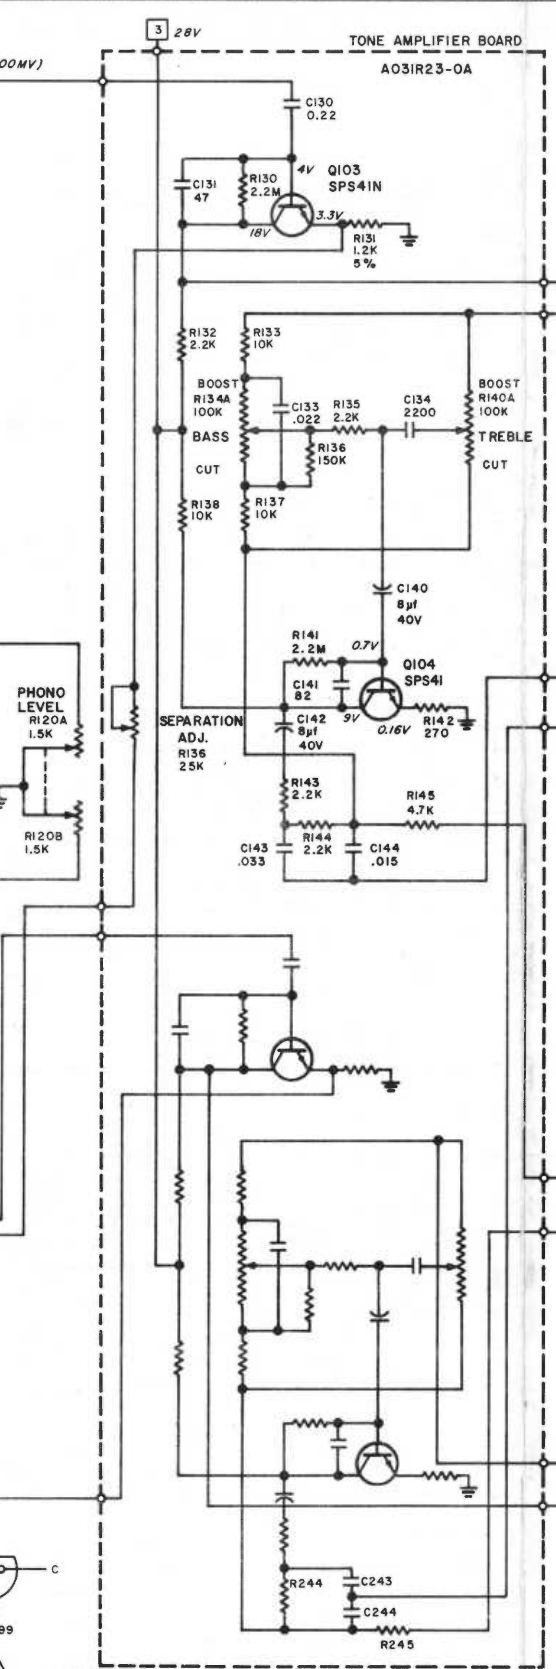 3 28V
TONE AMPLIFIER BOARD
A031R23-0A
00MV)
C130
0.22
4V
Q103
SPS41N
C131
47
R130
2.2M
3.3V
18V
R131
1.2K
5%
R132
2.2K
R133
10K
BOOST
R134A
100K
BASS
CUT
C133
.022
R135
2.2K
R136
150K
C134
2200
BOOST
R140A
100K
TREBLE
CUT
R138
10K
R137
10K
C140
8µf
40V
R141
2.2M
0.7V
Q104
SPS41
C141
82
C142
8µf
40V
9V
0.16V
R142
270
PHONO
LEVEL
R120A
1.5K
SEPARATION
ADJ.
R136
25K
R143
2.2K
R145
4.7K
R120B
1.5K
C143
.033
R144
2.2K
C144
.015
C
99
R244
C243
C244
R245